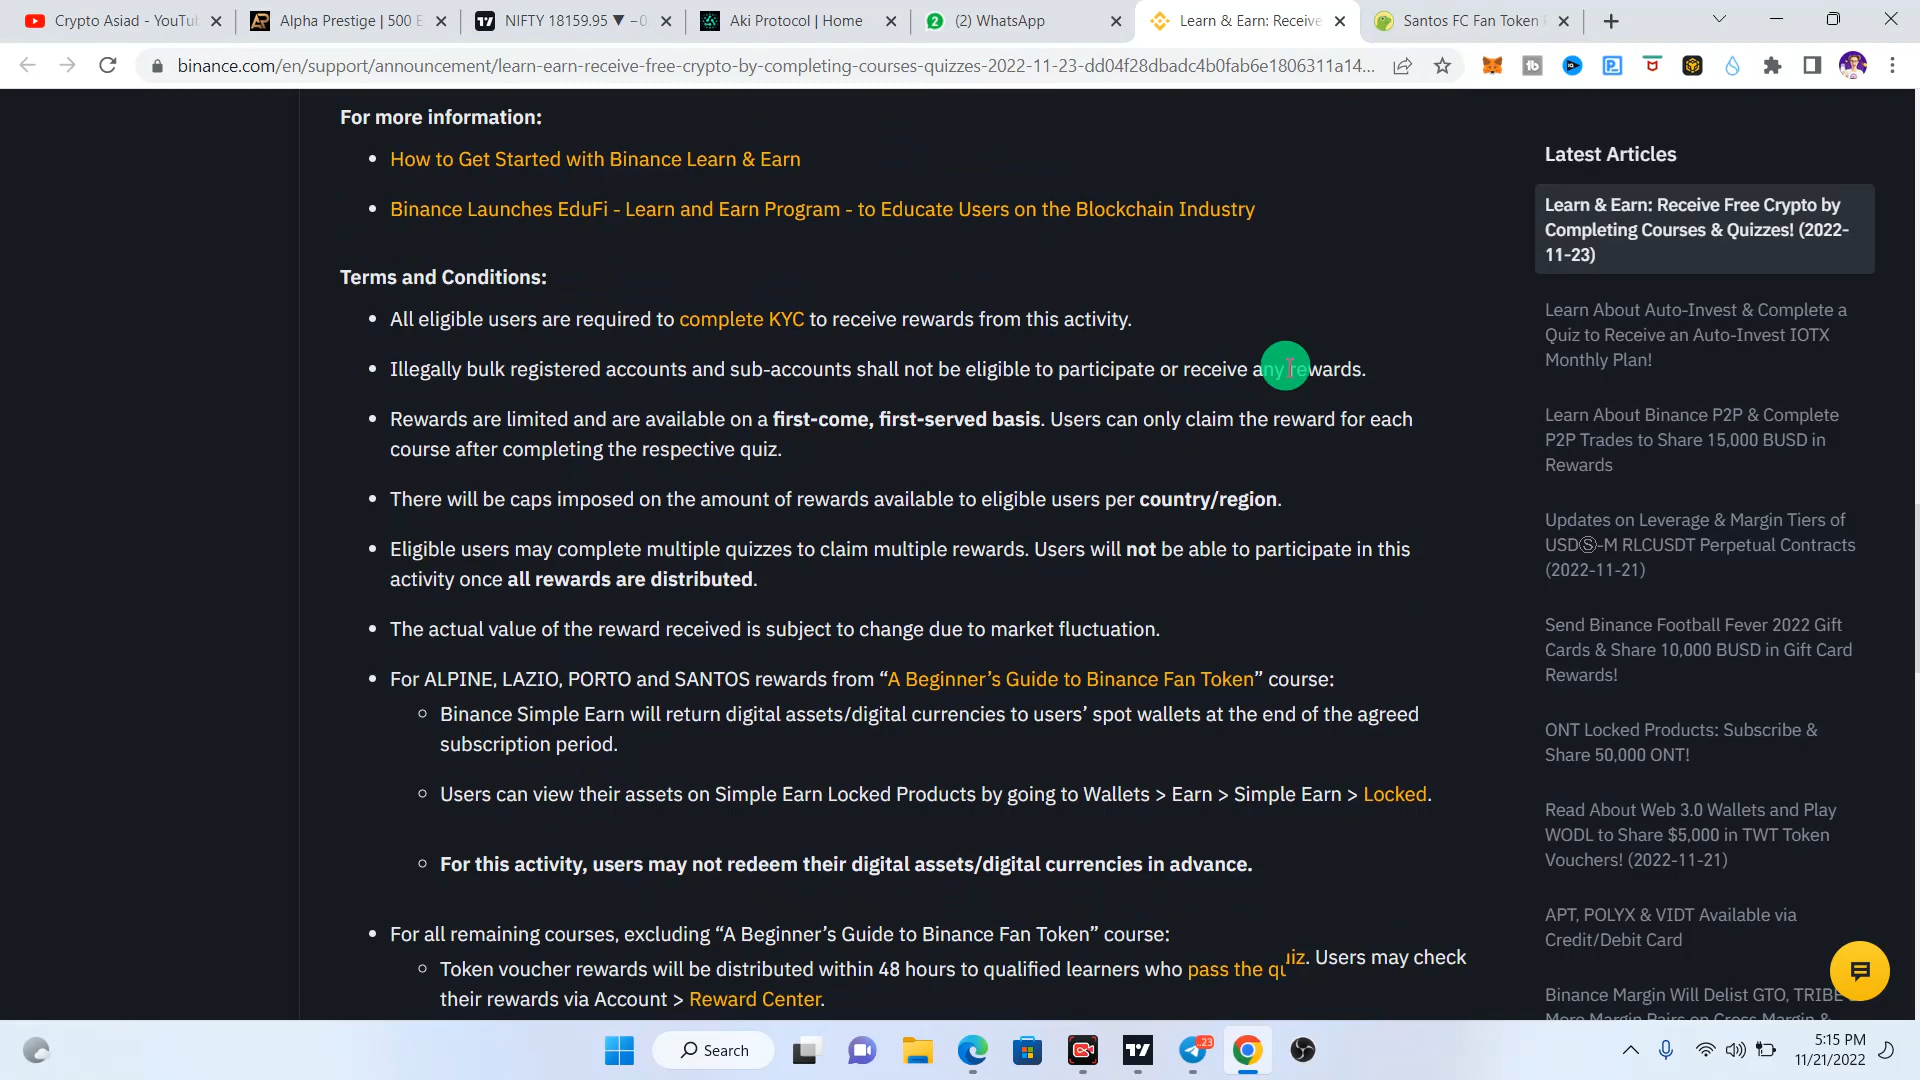 Crypto Asiad - YouTu
Alpha Prestige | 500 E
NIFTY 18159.95 ▼ −0
Aki Protocol | Home
(2) WhatsApp
Learn & Earn: Receive
Santos FC Fan Token
binance.com/en/support/announcement/learn-earn-receive-free-crypto-by-completing-courses-quizzes-2022-11-23-dd04f28dbadc4b0fab6e1806311a14...
For more information:
• How to Get Started with Binance Learn & Earn
• Binance Launches EduFi - Learn and Earn Program - to Educate Users on the Blockchain Industry
Terms and Conditions:
• All eligible users are required to complete KYC to receive rewards from this activity.
• Illegally bulk registered accounts and sub-accounts shall not be eligible to participate or receive any rewards.
• Rewards are limited and are available on a first-come, first-served basis. Users can only claim the reward for each
course after completing the respective quiz.
• There will be caps imposed on the amount of rewards available to eligible users per country/region.
• Eligible users may complete multiple quizzes to claim multiple rewards. Users will not be able to participate in this
activity once all rewards are distributed.
• The actual value of the reward received is subject to change due to market fluctuation.
• For ALPINE, LAZIO, PORTO and SANTOS rewards from “A Beginner’s Guide to Binance Fan Token” course:
○ Binance Simple Earn will return digital assets/digital currencies to users’ spot wallets at the end of the agreed
subscription period.
○ Users can view their assets on Simple Earn Locked Products by going to Wallets > Earn > Simple Earn > Locked.
○ For this activity, users may not redeem their digital assets/digital currencies in advance.
• For all remaining courses, excluding “A Beginner’s Guide to Binance Fan Token” course:
○ Token voucher rewards will be distributed within 48 hours to qualified learners who pass the quiz. Users may check
their rewards via Account > Reward Center.
Latest Articles
Learn & Earn: Receive Free Crypto by
Completing Courses & Quizzes! (2022-
11-23)
Learn About Auto-Invest & Complete a
Quiz to Receive an Auto-Invest IOTX
Monthly Plan!
Learn About Binance P2P & Complete
P2P Trades to Share 15,000 BUSD in
Rewards
Updates on Leverage & Margin Tiers of
USDⓈ-M RLCUSDT Perpetual Contracts
(2022-11-21)
Send Binance Football Fever 2022 Gift
Cards & Share 10,000 BUSD in Gift Card
Rewards!
ONT Locked Products: Subscribe &
Share 50,000 ONT!
Read About Web 3.0 Wallets and Play
WODL to Share $5,000 in TWT Token
Vouchers! (2022-11-21)
APT, POLYX & VIDT Available via
Credit/Debit Card
Binance Margin Will Delist GTO, TRIBE
More Margin Pairs on Cross Margin &
Search
23
5:15 PM
11/21/2022